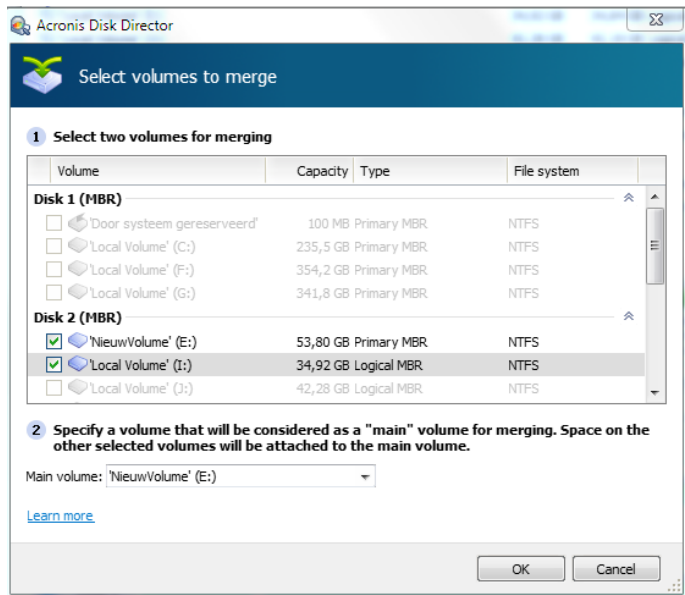 Acronis Disk Director
Select volumes to merge
1 Select two volumes for merging
Volume Capacity Type File system
Disk 1 (MBR)
'Door systeem gereserveerd' 100 MB Primary MBR NTFS
'Local Volume' (C:) 235,5 GB Primary MBR NTFS
'Local Volume' (F:) 354,2 GB Primary MBR NTFS
'Local Volume' (G:) 341,8 GB Primary MBR NTFS
Disk 2 (MBR)
'NieuwVolume' (E:) 53,80 GB Primary MBR NTFS
'Local Volume' (I:) 34,92 GB Logical MBR NTFS
'Local Volume' (J:) 42,28 GB Logical MBR NTFS
2 Specify a volume that will be considered as a "main" volume for merging. Space on the
other selected volumes will be attached to the main volume.
Main volume: 'NieuwVolume' (E:)
Learn more
OK Cancel